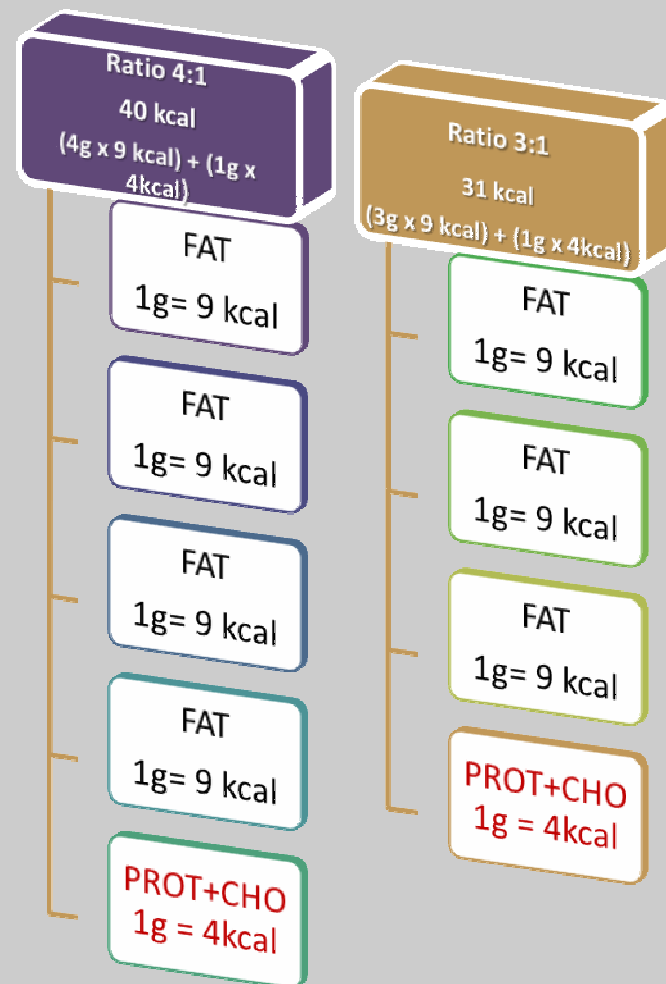 Ratio 4:1
40 kcal
(4g x 9 kcal) + (1g x
4kcal)
FAT
1g= 9 kcal
FAT
1g= 9 kcal
FAT
1g= 9 kcal
FAT
1g= 9 kcal
PROT+CHO
1g = 4kcal
Ratio 3:1
31 kcal
(3g x 9 kcal) + (1g x 4kcal)
FAT
1g= 9 kcal
FAT
1g= 9 kcal
FAT
1g= 9 kcal
PROT+CHO
1g = 4kcal